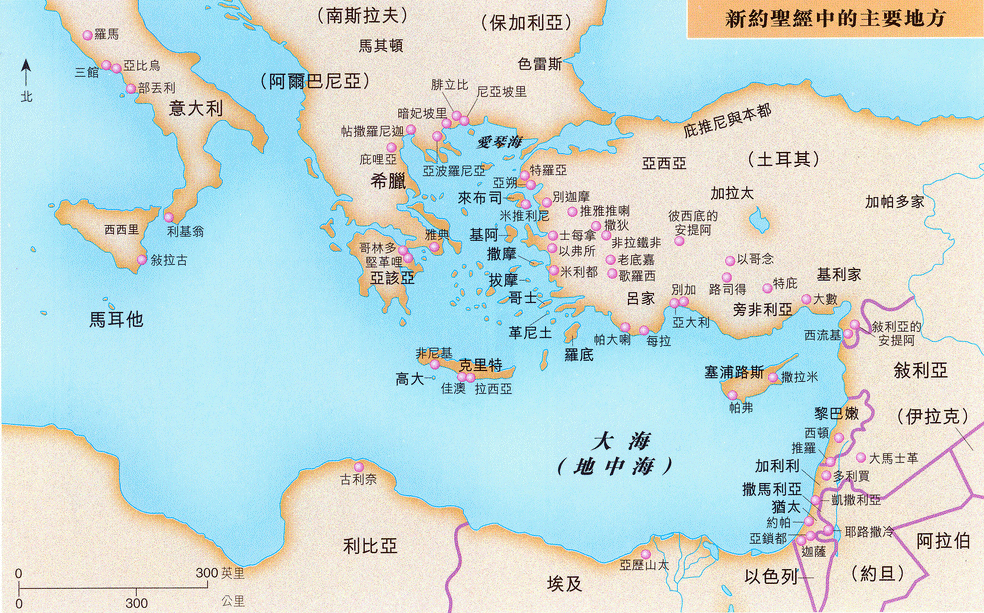 新約聖經中的主要地方
（南斯拉夫）
（保加利亞）
馬其頓
色雷斯
羅馬
三館
亞比烏
部丟利
北
意大利
（阿爾巴尼亞）
腓立比
尼亞坡里
暗妃坡里
帖撒羅尼迦
庇哩亞
亞波羅尼亞
愛琴海
希臘
庇推尼與本都
亞西亞
（土耳其）
加拉太
加帕多家
特羅亞
亞朔
來布司
米推利尼
別迦摩
推雅推喇
撒狄
彼西底的
安提阿
西西里
利基翁
敍拉古
哥林多
雅典
堅革哩
亞該亞
基阿
士每拿
非拉鐵非
以弗所
撒摩
老底嘉
米利都
歌羅西
拔摩
哥士
以哥念
路司得
特庇
基利家
呂家
別加
亞大利
旁非利亞
大數
馬耳他
革尼土
羅底
帕大喇
每拉
西流基
敍利亞的
安提阿
非尼基
克里特
高大
佳澳
拉西亞
塞浦路斯
撒拉米
帕弗
敍利亞
黎巴嫩
（伊拉克）
西頓
推羅
大馬士革
大海
（地中海）
加利利
多利買
撒馬利亞
凱撒利亞
猶太
約帕
亞鎖都
耶路撒冷
迦薩
古利奈
利比亞
亞歷山太
埃及
以色列
（約旦）
阿拉伯
0 300 英里
0 300 公里